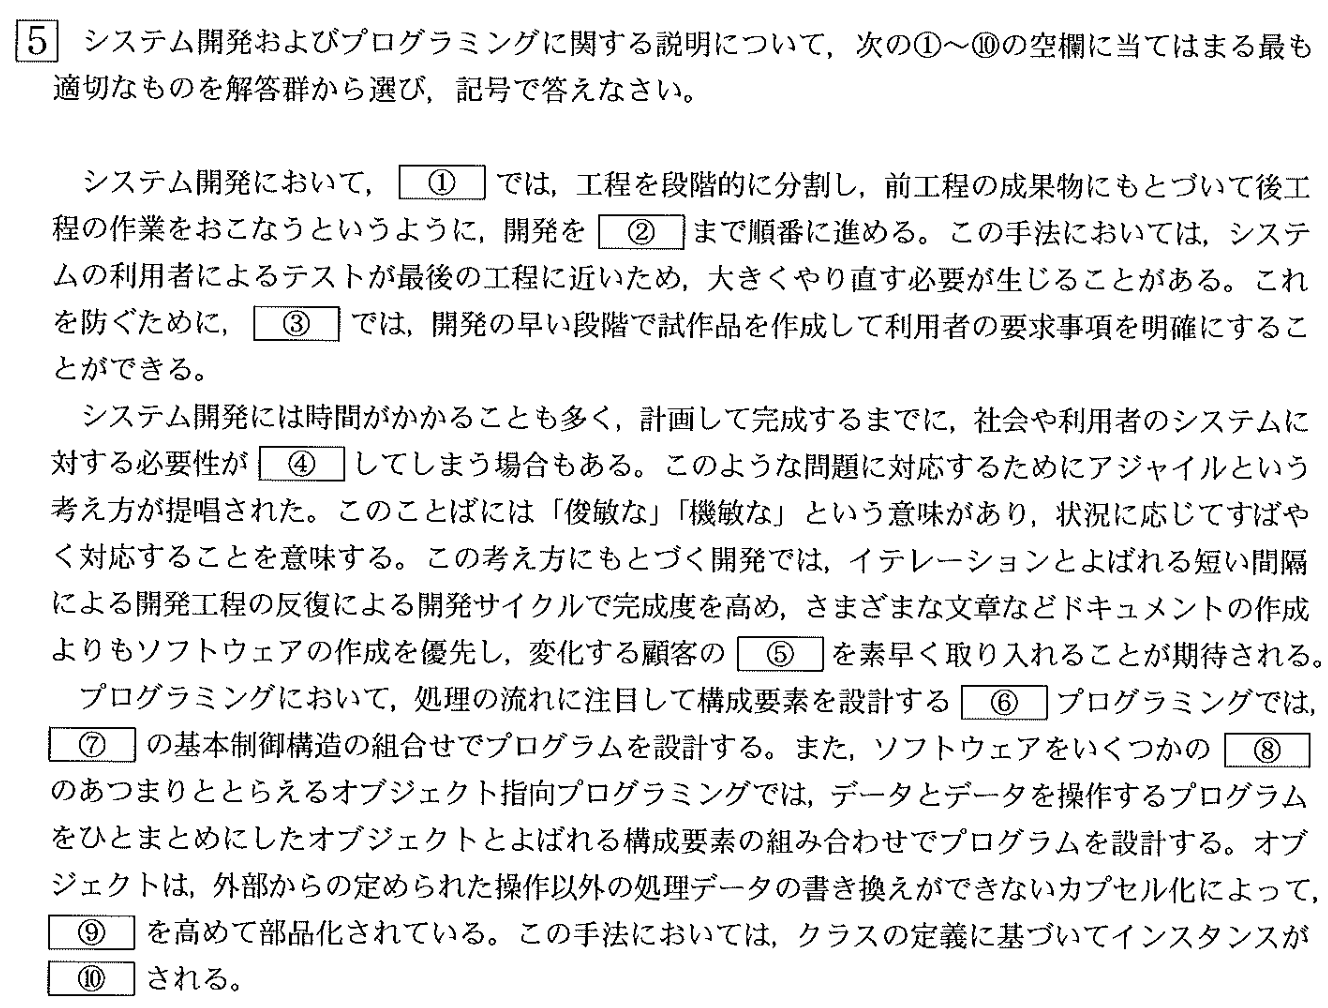 5 システム開発およびプログラミングに関する説明について，次の①～⑩の空欄に当てはまる最も
適切なものを解答群から選び，記号で答えなさい。
システム開発において， ① では，工程を段階的に分割し，前工程の成果物にもとづいて後工
程の作業をおこなうというように，開発を ② まで順番に進める。この手法においては，システ
ムの利用者によるテストが最後の工程に近いため，大きくやり直す必要が生じることがある。これ
を防ぐために， ③ では，開発の早い段階で試作品を作成して利用者の要求事項を明確にするこ
とができる。
システム開発には時間がかかることも多く，計画して完成するまでに，社会や利用者のシステムに
対する必要性が ④ してしまう場合もある。このような問題に対応するためにアジャイルという
考え方が提唱された。このことばには「俊敏な」「機敏な」という意味があり，状況に応じてすばや
く対応することを意味する。この考え方にもとづく開発では，イテレーションとよばれる短い間隔
による開発工程の反復による開発サイクルで完成度を高め，さまざまな文章などドキュメントの作成
よりもソフトウェアの作成を優先し，変化する顧客の ⑤ を素早く取り入れることが期待される。
プログラミングにおいて，処理の流れに注目して構成要素を設計する ⑥ プログラミングでは，
⑦ の基本制御構造の組合せでプログラムを設計する。また，ソフトウェアをいくつかの ⑧
のあつまりととらえるオブジェクト指向プログラミングでは，データとデータを操作するプログラム
をひとまとめにしたオブジェクトとよばれる構成要素の組み合わせでプログラムを設計する。オブ
ジェクトは，外部からの定められた操作以外の処理データの書き換えができないカプセル化によって，
⑨ を高めて部品化されている。この手法においては，クラスの定義に基づいてインスタンスが
⑩ される。